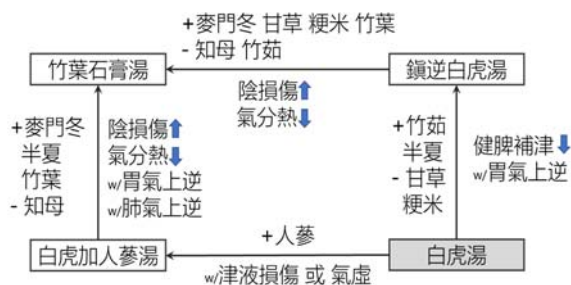 +麥門冬 甘草 粳米 竹葉
- 知母 竹茹
竹葉石膏湯
鎭逆白虎湯
陰損傷⬆
氣分熱⬇
+麥門冬
半夏
竹葉
- 知母
陰損傷⬆
氣分熱⬇
w/胃氣上逆
w/肺氣上逆
+竹茹
半夏
- 甘草
粳米
健脾補津⬇
w/胃氣上逆
+人蔘
白虎加人蔘湯
白虎湯
w/津液損傷 或 氣虛